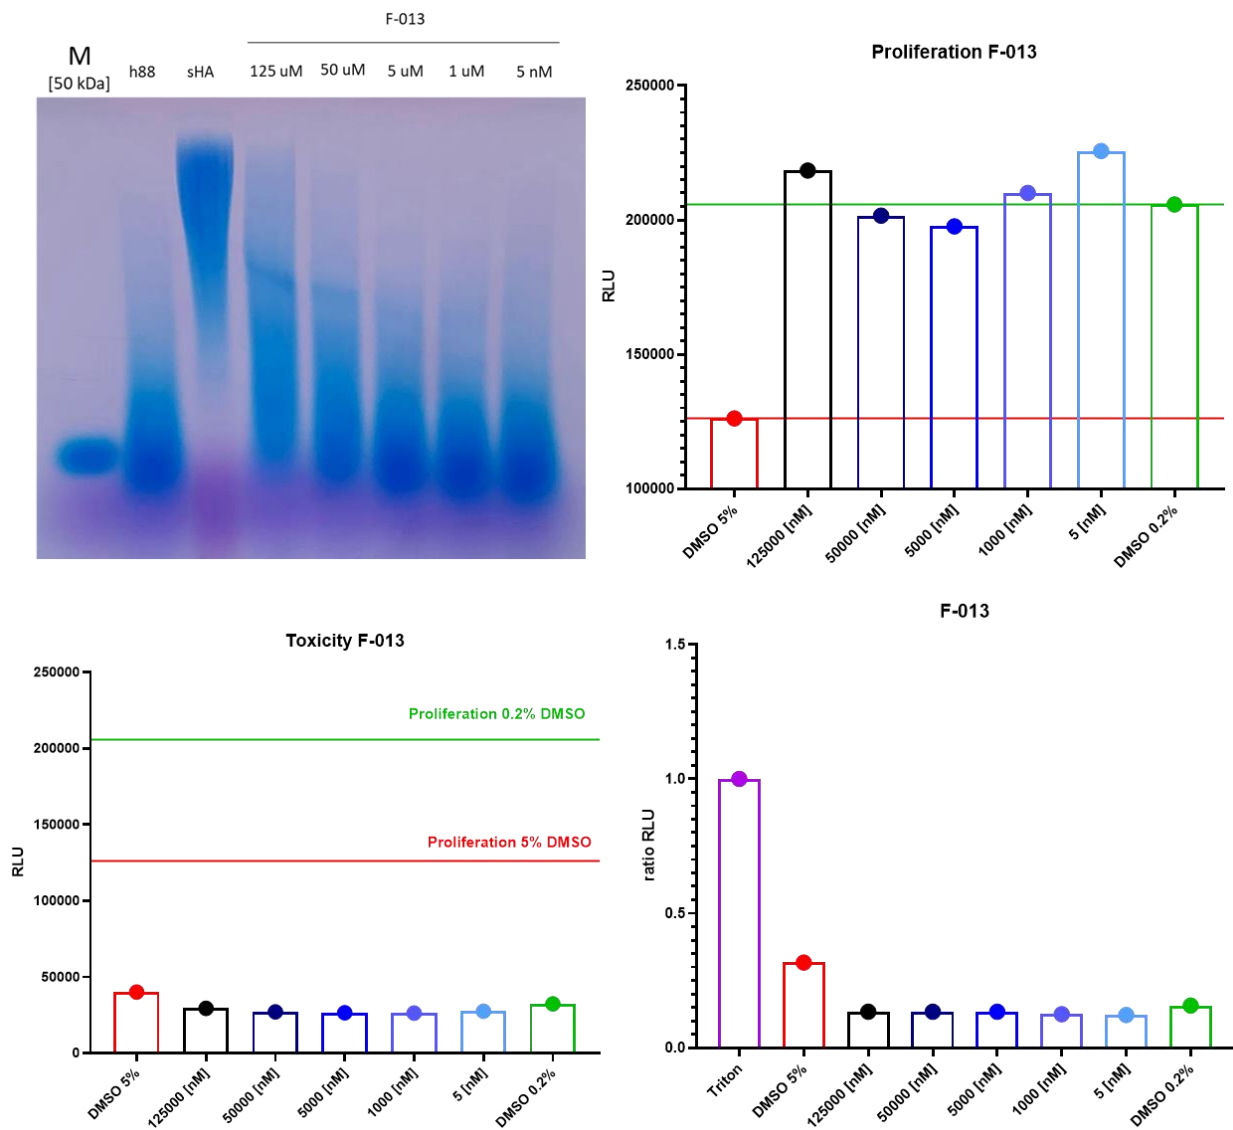 F-013
M
[50 kDa]
h88
sHA
125 uM
50 uM
5 uM
1 uM
5 nM
Proliferation F-013
250000
200000
150000
100000
RLU
DMSO 5%
125000 [nM]
50000 [nM]
5000 [nM]
1000 [nM]
5 [nM]
DMSO 0.2%
Toxicity F-013
250000
200000
150000
100000
50000
0
RLU
Proliferation 0.2% DMSO
Proliferation 5% DMSO
DMSO 5%
125000 [nM]
50000 [nM]
5000 [nM]
1000 [nM]
5 [nM]
DMSO 0.2%
F-013
1.5
1.0
0.5
0.0
ratio RLU
Triton
DMSO 5%
125000 [nM]
50000 [nM]
5000 [nM]
1000 [nM]
5 [nM]
DMSO 0.2%